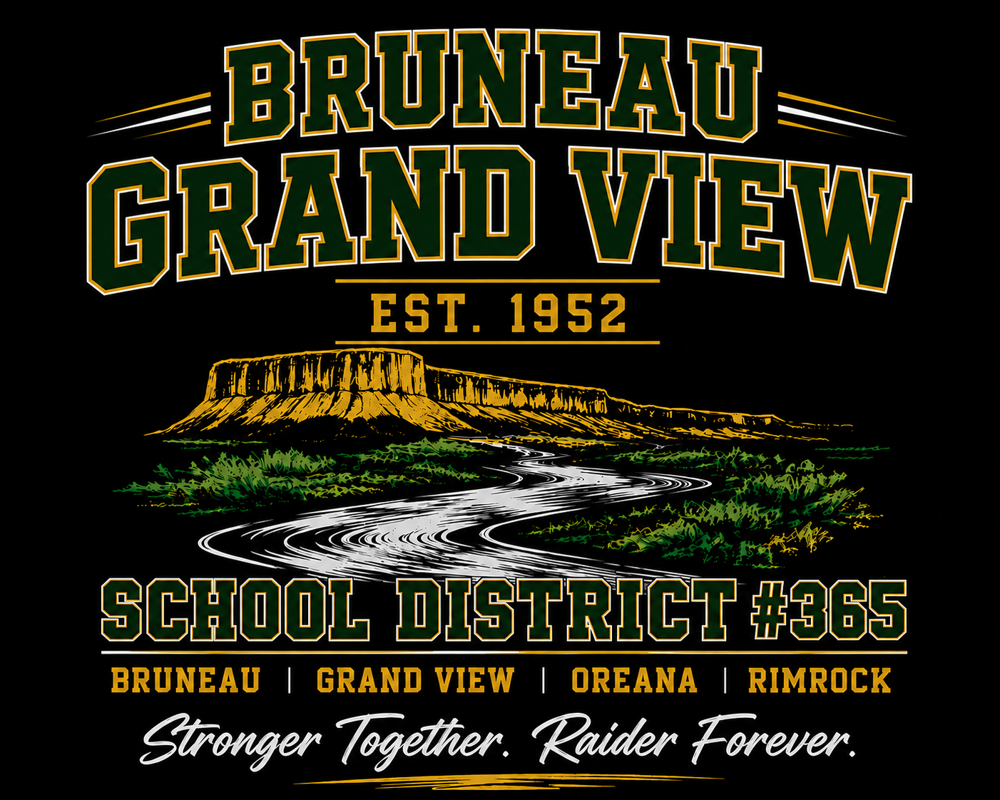 BRUNEAU
GRAND VIEW
EST. 1952
SCHOOL DISTRICT #365
BRUNEAU | GRAND VIEW | OREANA | RIMROCK
Stronger Together. Raider Forever.